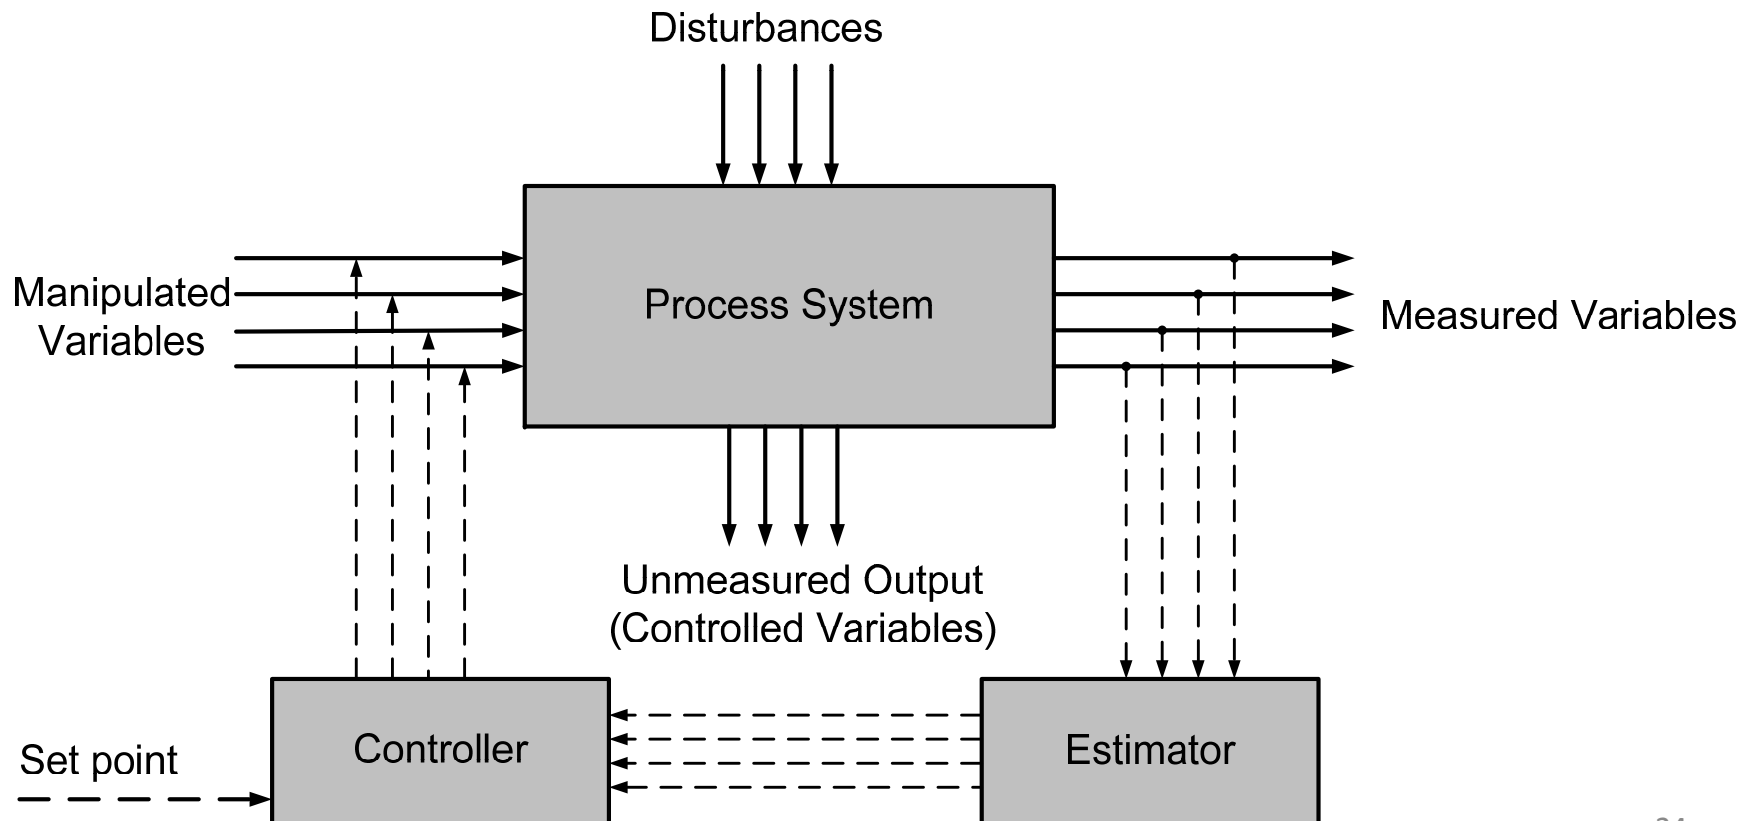 Disturbances
Manipulated
Variables
Process System
Measured Variables
Unmeasured Output
(Controlled Variables)
Set point
Controller
Estimator